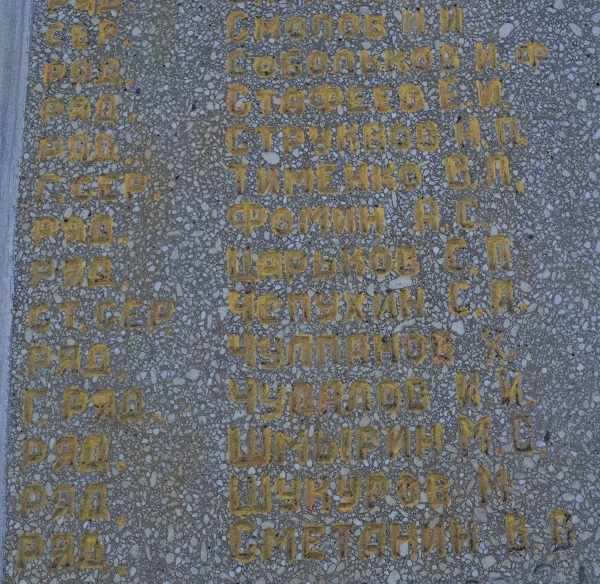 РЯД.
СЕР. СМОЛОВ И.И.
РЯД. СОБОЛЬКОВ И.Ф
РЯД. СТАФЕЕВ Е.И.
РЯД. СТРУКОВ Н.П.
Г.СЕР. ТИМЕНКО В.П.
РЯД. ФОМИН А.С.
РЯД. ЦАРЬКОВ С.П
СТ.СЕР ЧЕПУХИН С.П.
РЯД. ЧУЛПАНОВ Х.
Г. РЯД. И.И.
РЯД. ШМЫРИН М.С.
РЯД. ШУКУРОВ М
РЯД. СМЕТАНИН В.В